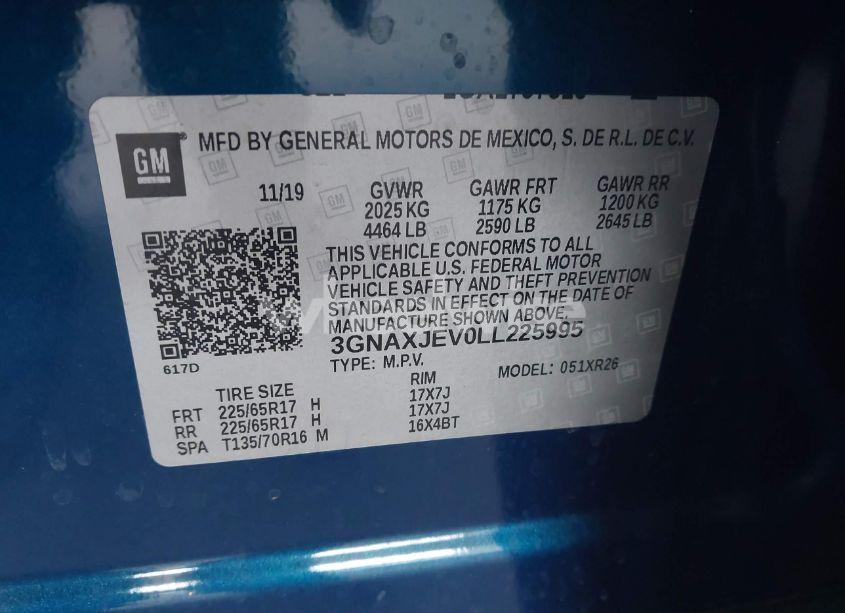 GM
MFD BY GENERAL MOTORS DE MEXICO, S. DE R.L. DE C.V.
11/19 GVWR GAWR FRT GAWR RR
2025 KG 1175 KG 1200 KG
4464 LB 2590 LB 2645 LB
THIS VEHICLE CONFORMS TO ALL
APPLICABLE U.S. FEDERAL MOTOR
VEHICLE SAFETY AND THEFT PREVENTION
STANDARDS IN EFFECT ON THE DATE OF
MANUFACTURE SHOWN ABOVE.
3GNAXJEV0LL225995
617D TYPE: M.P.V. MODEL: 051XR26
TIRE SIZE RIM
FRT 225/65R17 H 17X7J
RR 225/65R17 H 17X7J
SPA T135/70R16 M 16X4BT